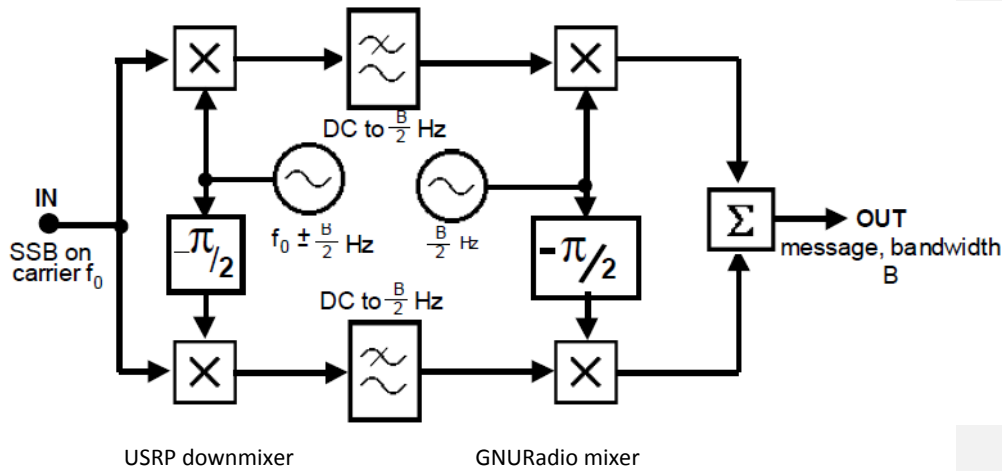 ×
×
DC to B/2 Hz
IN
SSB on
carrier f₀
-π/2
f₀ ± B/2 Hz
B/2 Hz
-π/2
Σ
OUT
message, bandwidth
B
DC to B/2 Hz
×
×
USRP downmixer
GNURadio mixer